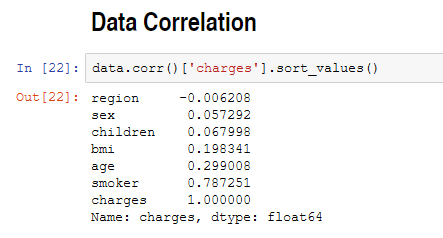 Data Correlation
In [22]: data.corr()['charges'].sort_values()
Out[22]: region     -0.006208
sex         0.057292
children    0.067998
bmi         0.198341
age         0.299008
smoker      0.787251
charges     1.000000
Name: charges, dtype: float64